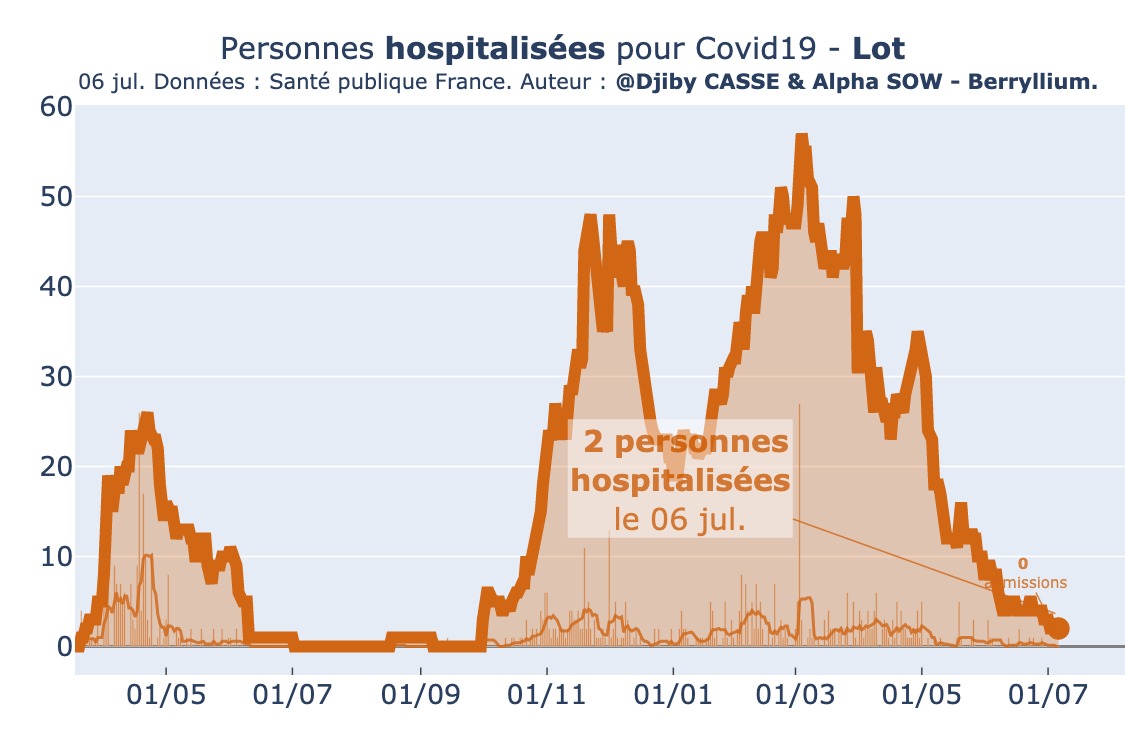 Personnes hospitalisées pour Covid19 - Lot
06 jul. Données : Santé publique France. Auteur : @Djiby CASSE & Alpha SOW - Berryllium.
60
50
40
30
20
10
0
2 personnes
hospitalisées
le 06 jul.
0
admissions
01/05 01/07 01/09 01/11 01/01 01/03 01/05 01/07